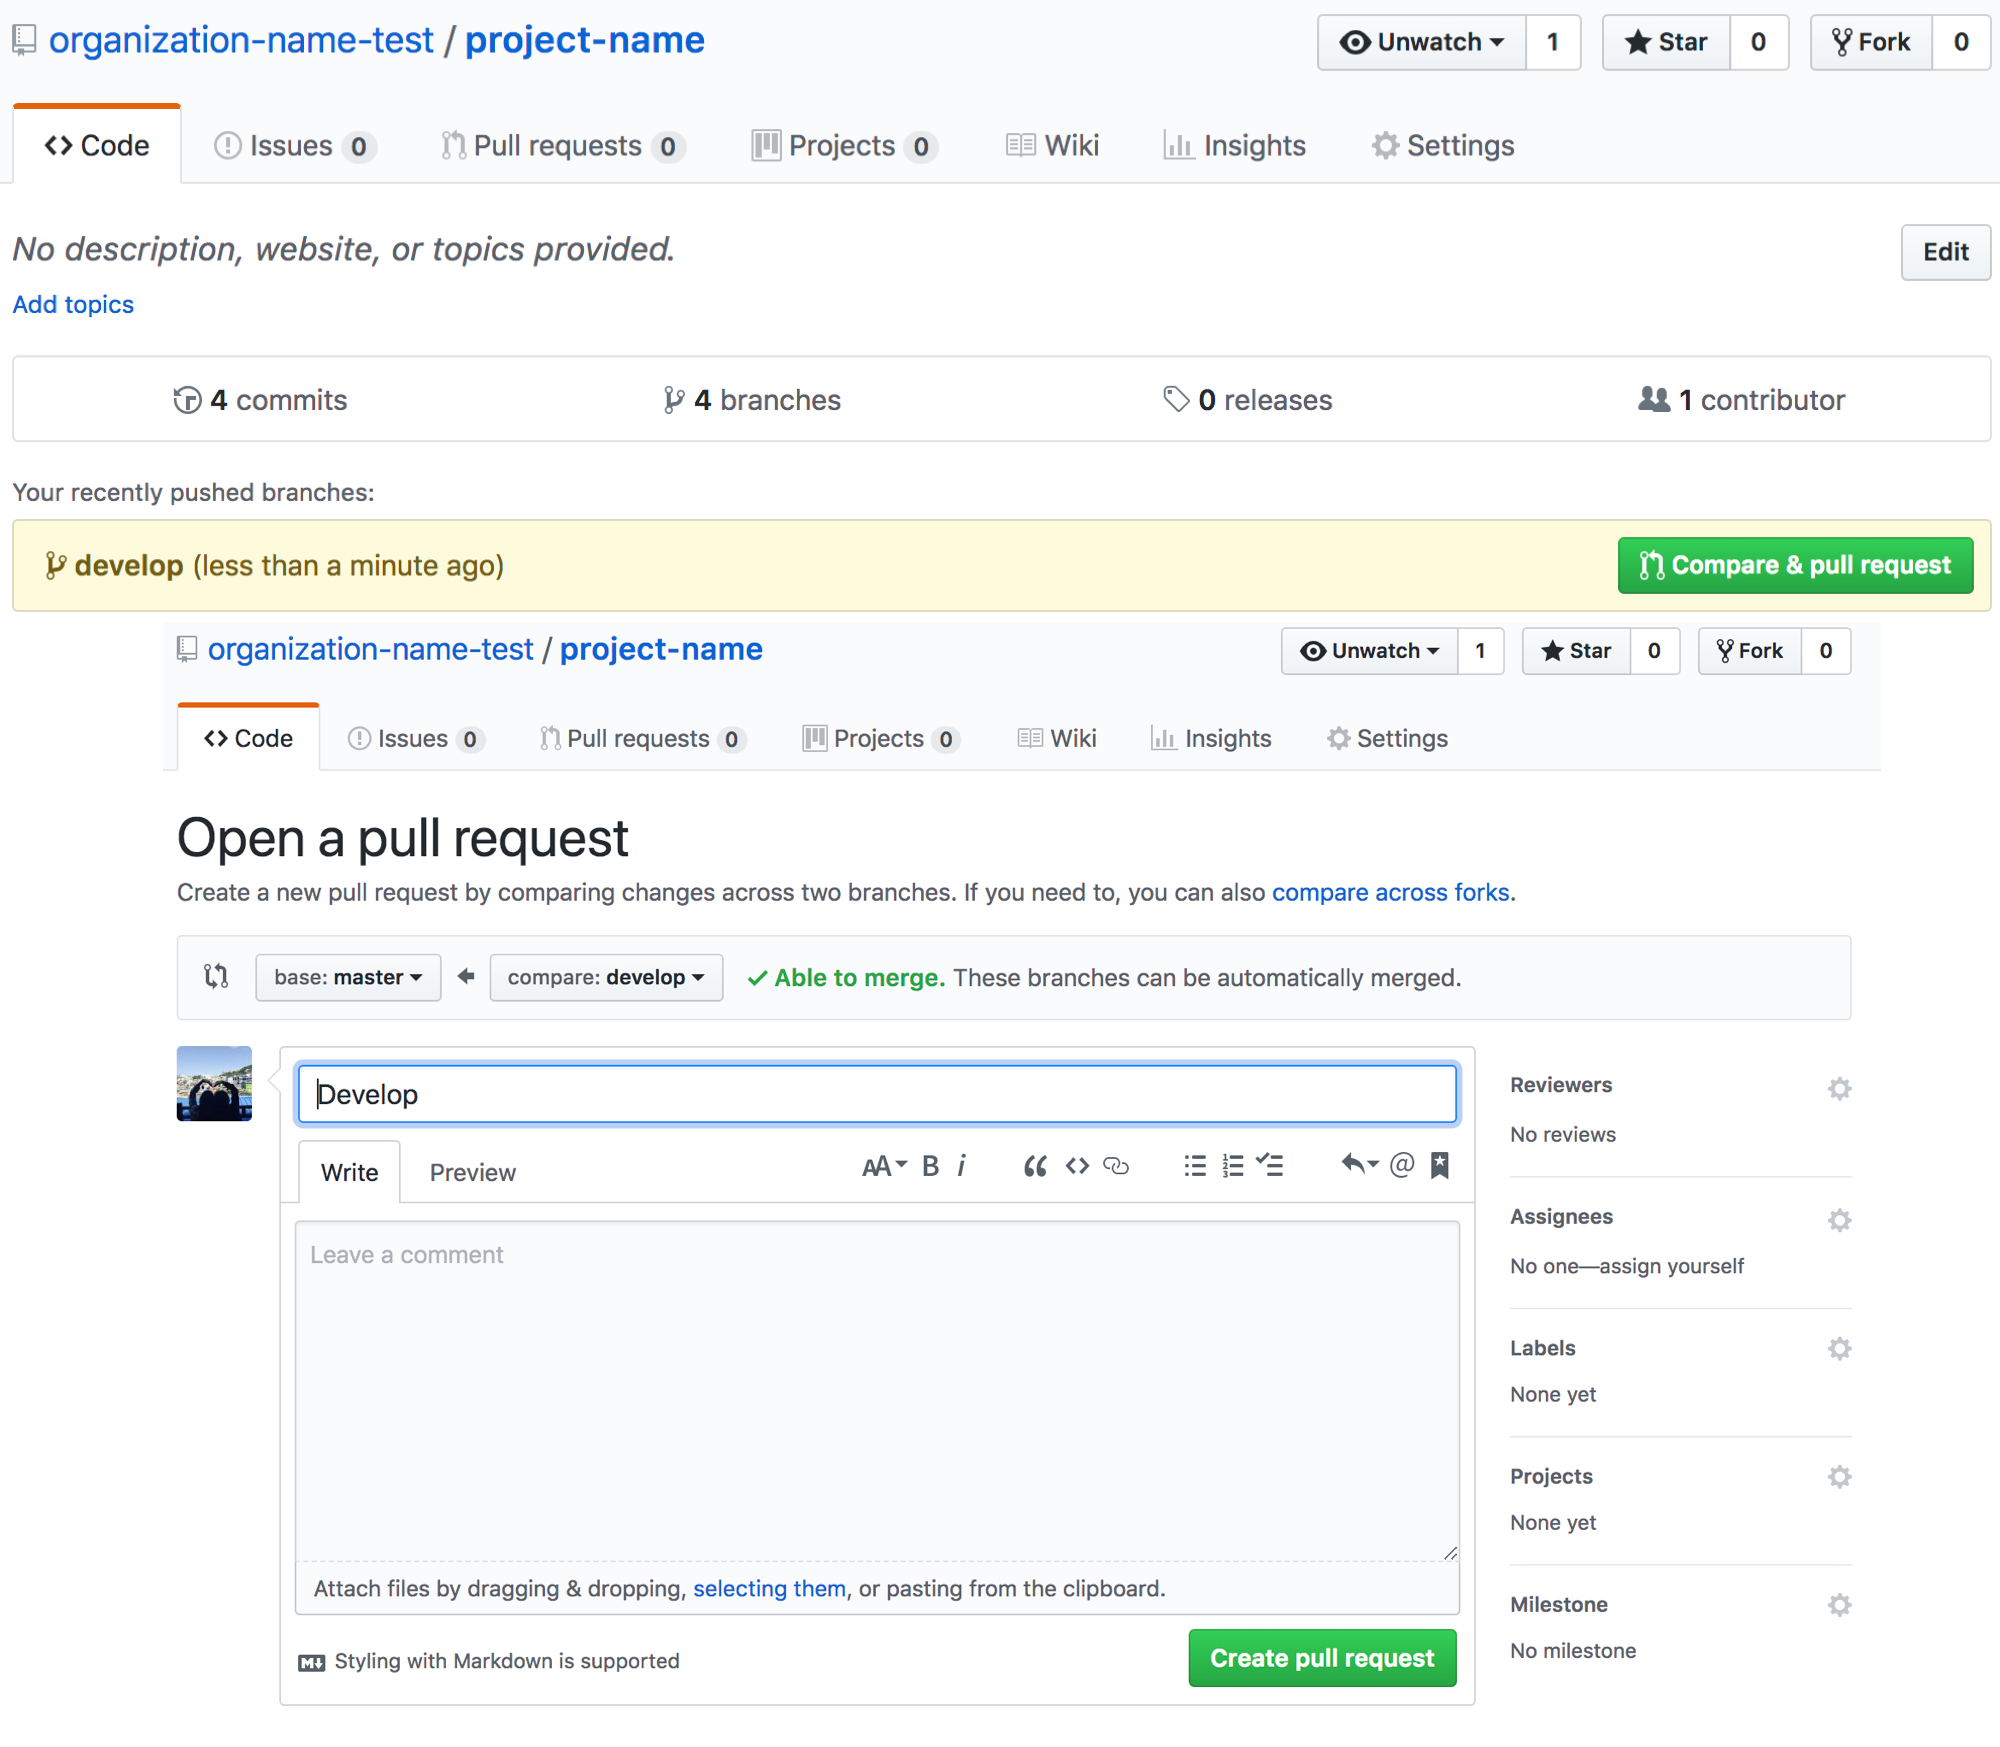 organization-name-test / project-name
Unwatch 1 Star 0 Fork 0
Code Issues 0 Pull requests 0 Projects 0 Wiki Insights Settings
No description, website, or topics provided.
Edit
Add topics
4 commits 4 branches 0 releases 1 contributor
Your recently pushed branches:
develop (less than a minute ago) Compare & pull request
organization-name-test / project-name
Unwatch 1 Star 0 Fork 0
Code Issues 0 Pull requests 0 Projects 0 Wiki Insights Settings
Open a pull request
Create a new pull request by comparing changes across two branches. If you need to, you can also compare across forks.
base: master compare: develop Able to merge. These branches can be automatically merged.
Develop
Write Preview AA B i @
Leave a comment
Attach files by dragging & dropping, selecting them, or pasting from the clipboard.
Styling with Markdown is supported
Create pull request
Reviewers
No reviews
Assignees
No one—assign yourself
Labels
None yet
Projects
None yet
Milestone
No milestone